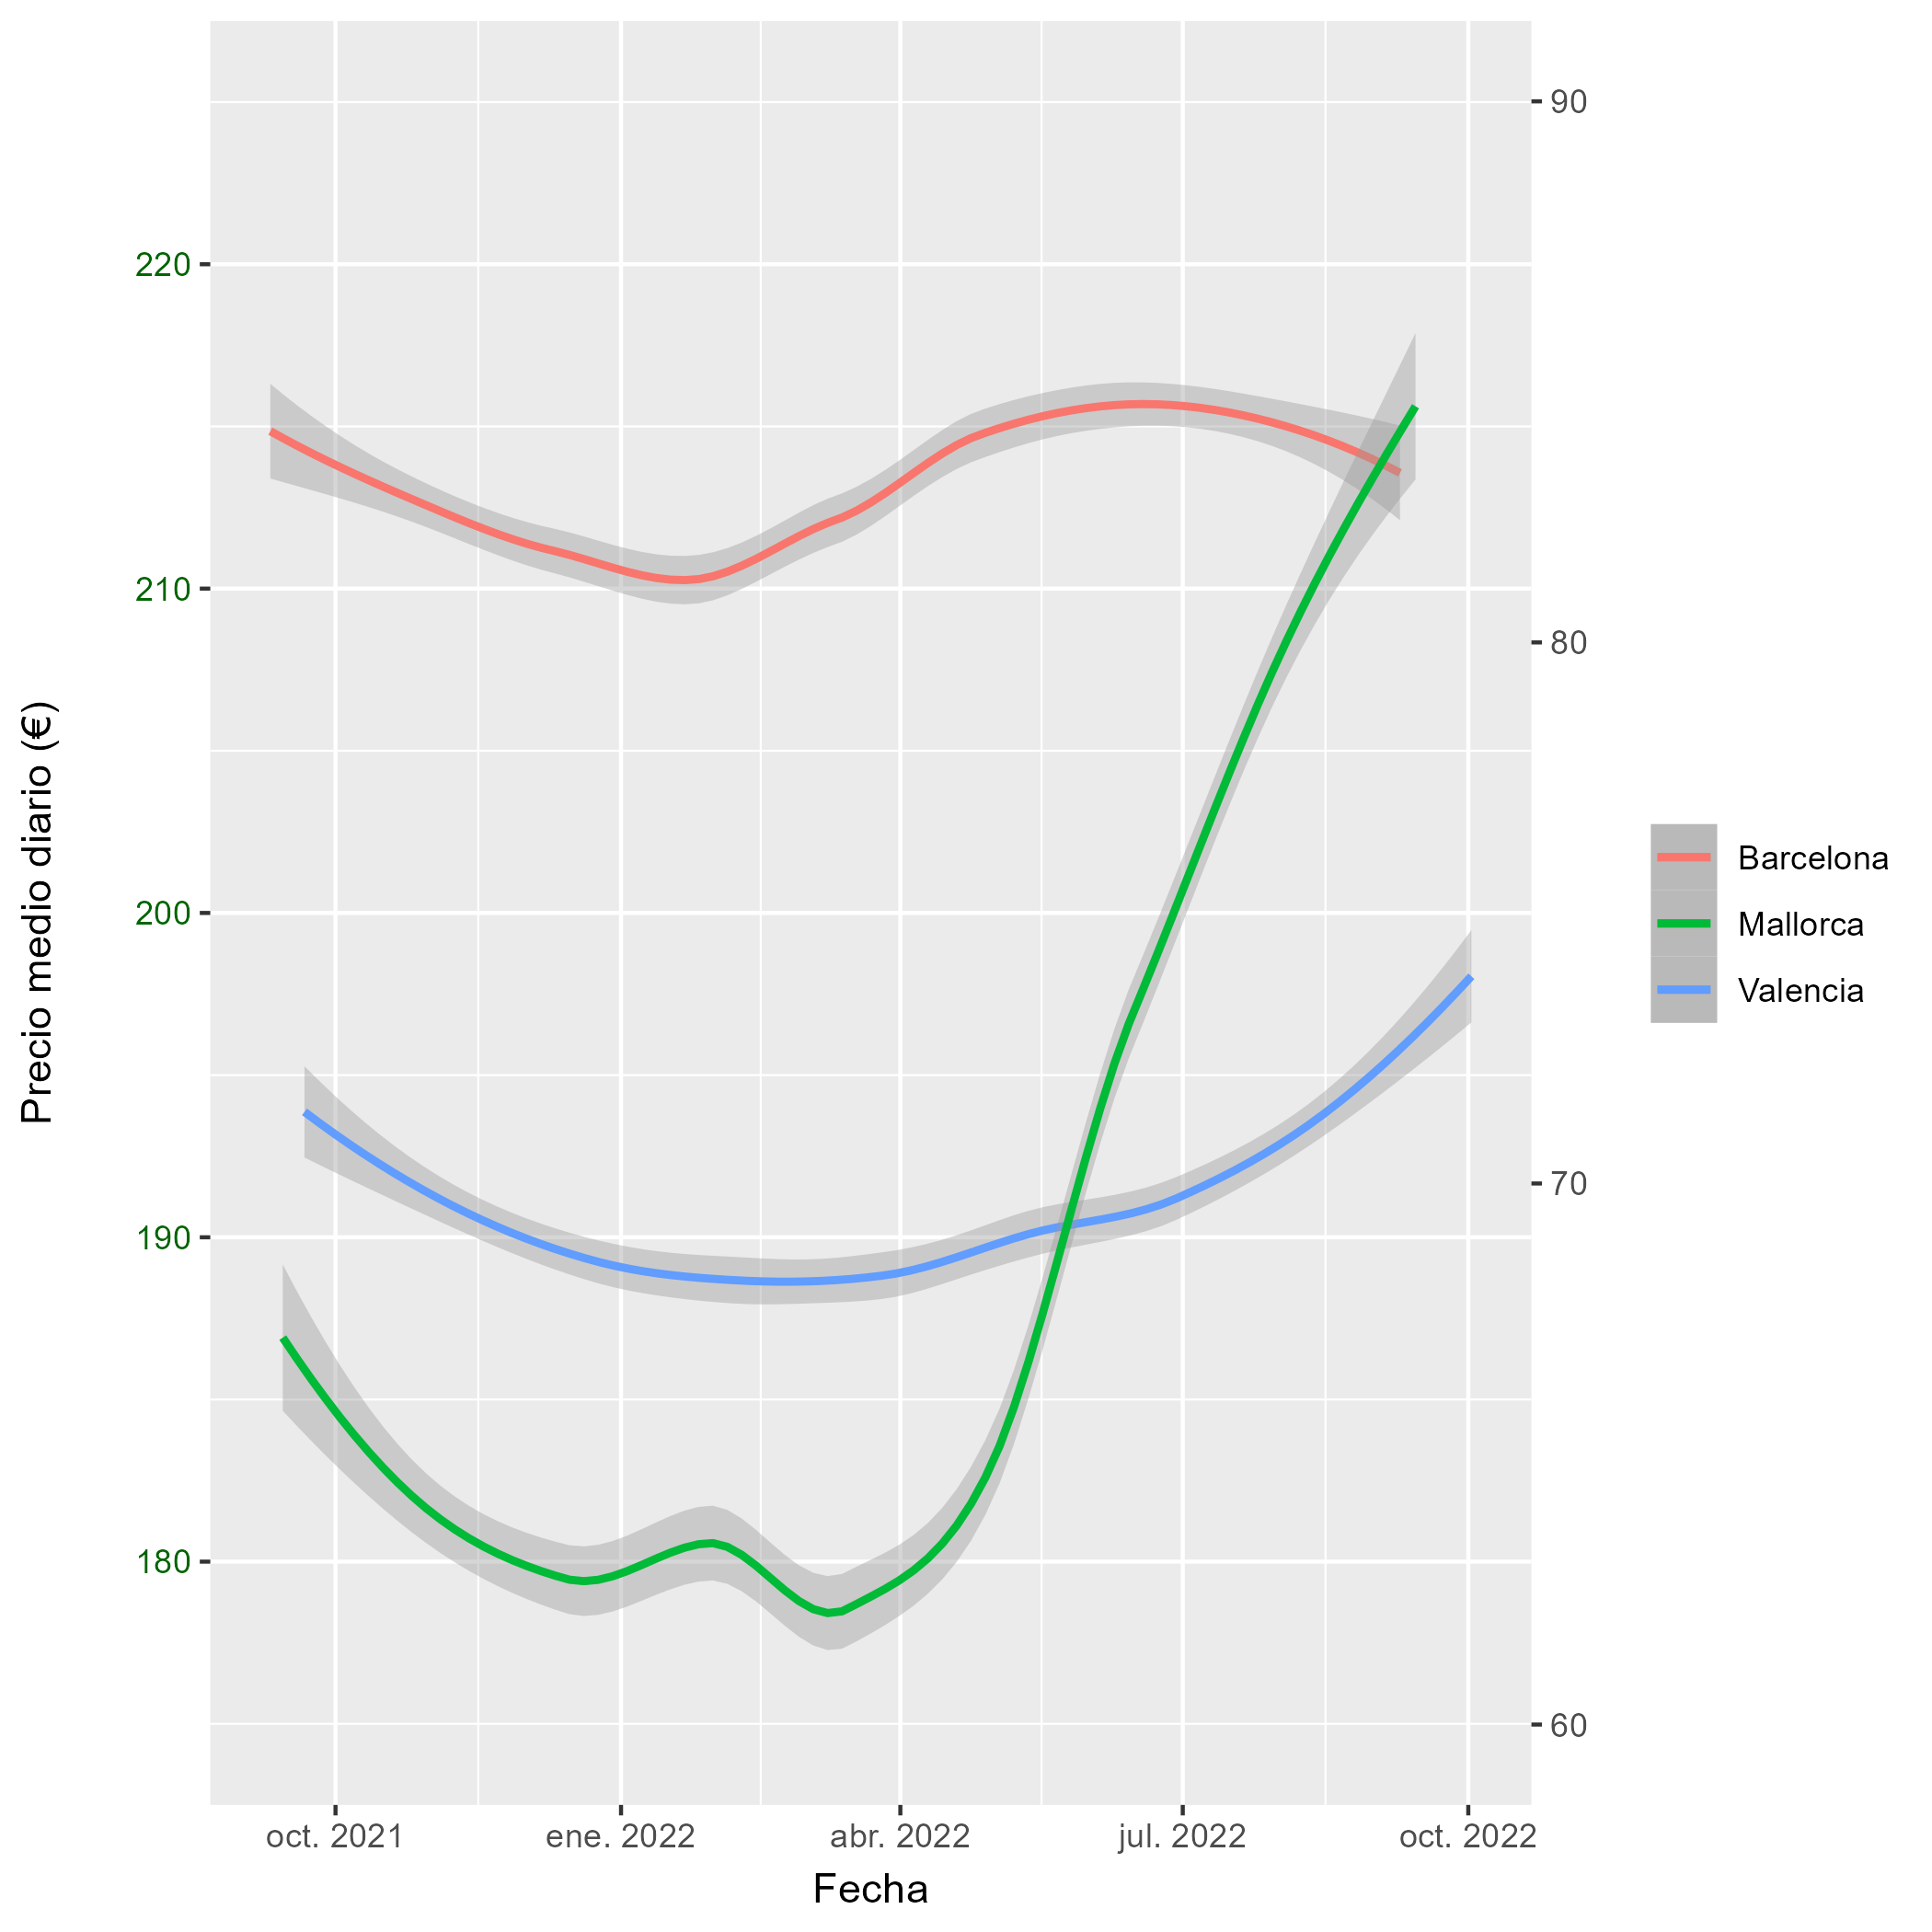 Precio medio diario (€)
220
210
200
190
180
90
80
70
60
oct. 2021
ene. 2022
abr. 2022
jul. 2022
oct. 2022
Fecha
Barcelona
Mallorca
Valencia